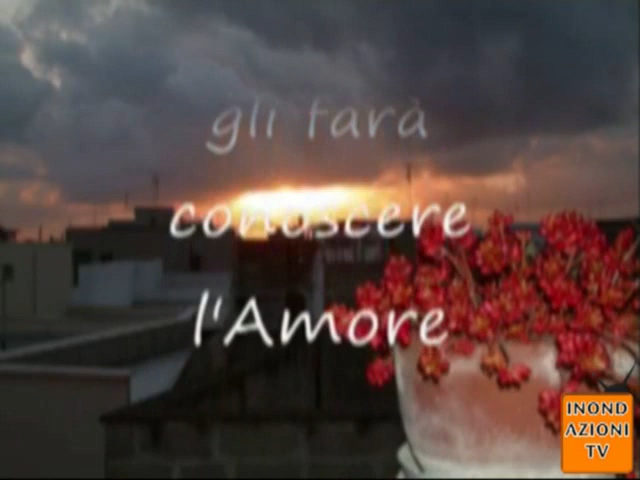 gli farà
conoscere
l'Amore
INOND
AZIONI
TV